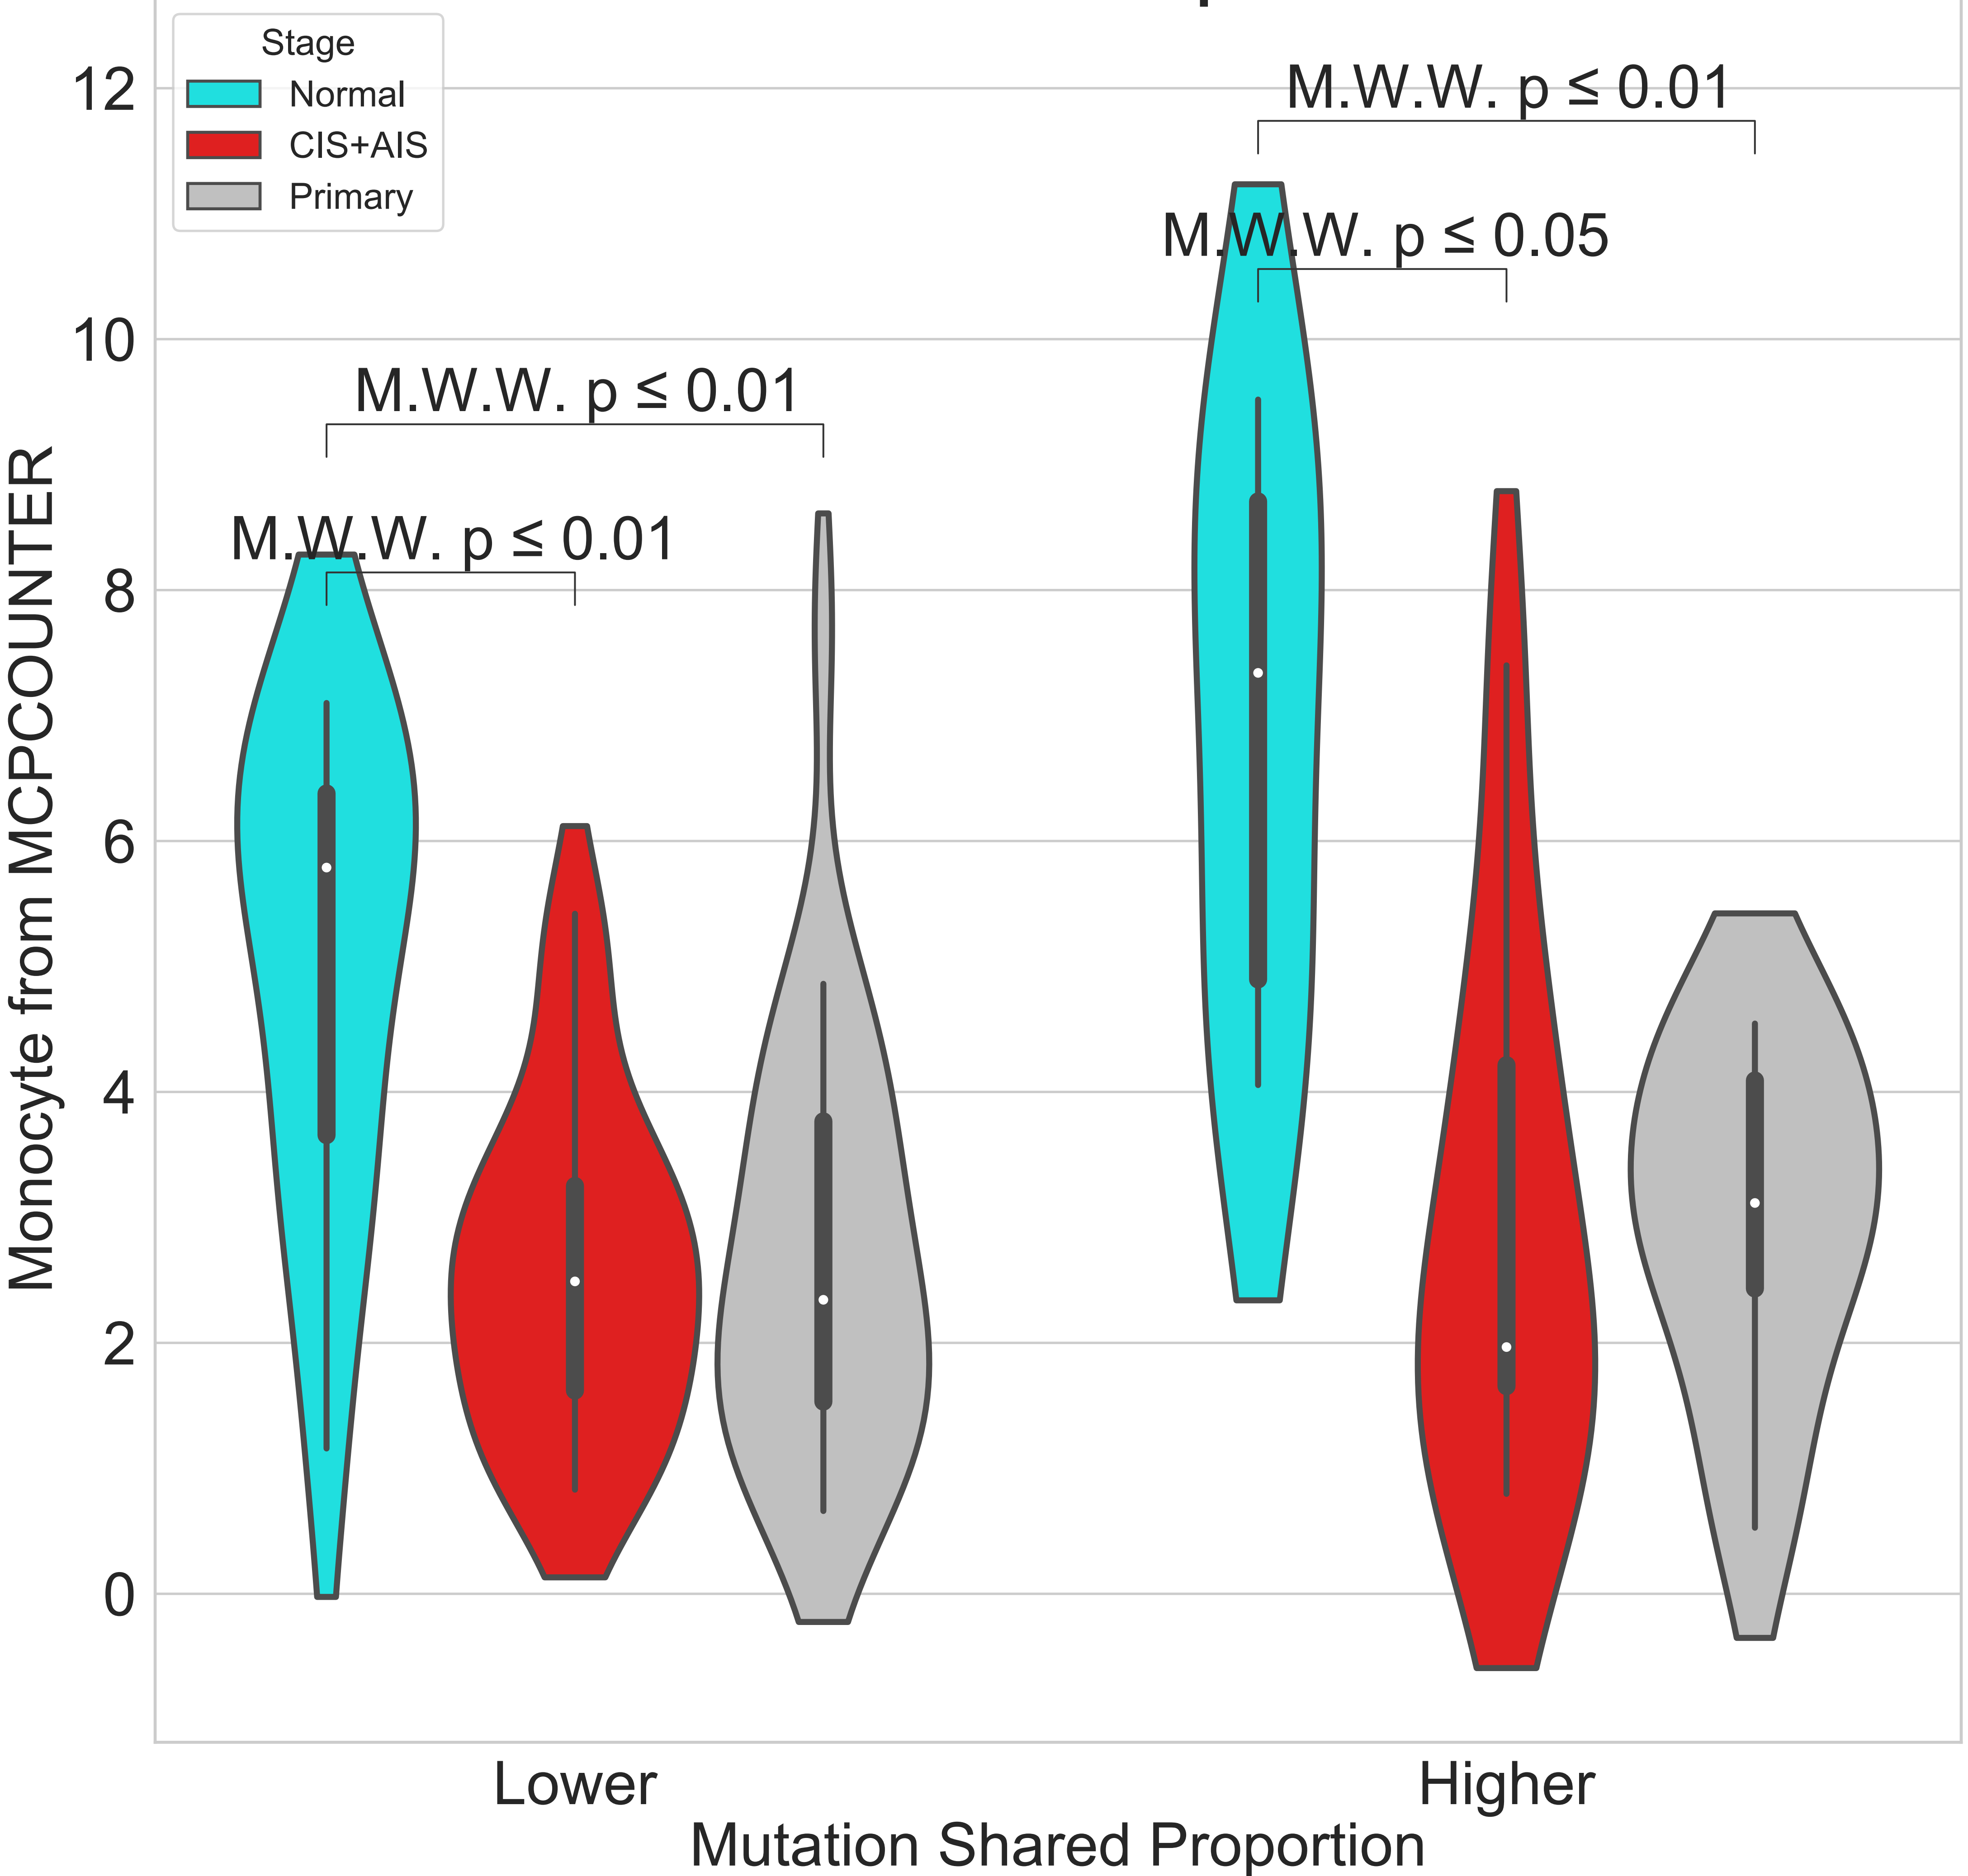 Stage
Normal
CIS+AIS
Primary
12
10
8
6
4
2
0
Monocyte from MCPCOUNTER
M.W.W. p ≤ 0.01
M.W.W. p ≤ 0.05
M.W.W. p ≤ 0.01
M.W.W. p ≤ 0.01
Lower
Higher
Mutation Shared Proportion